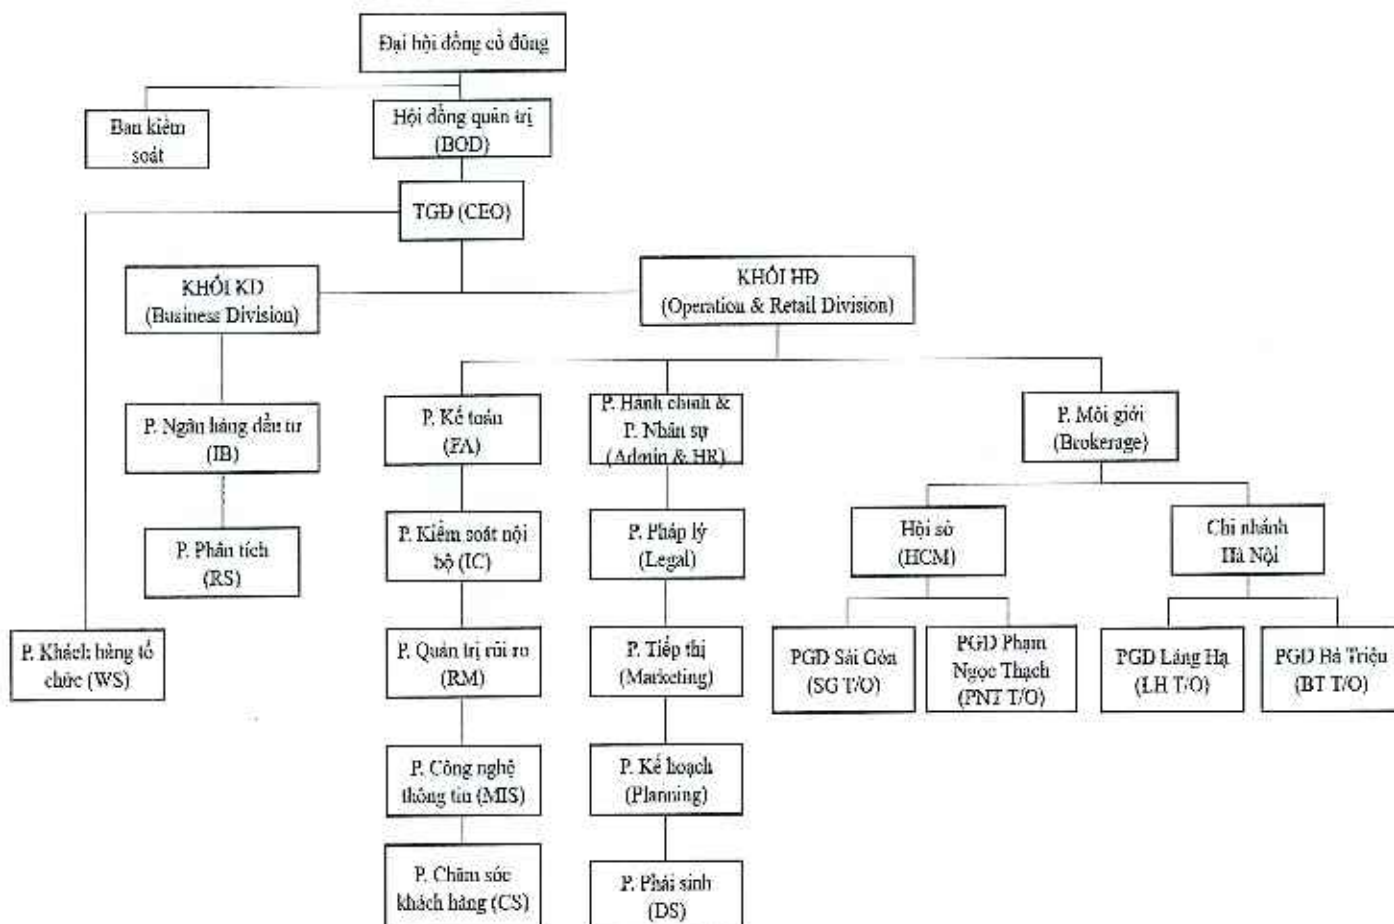 Đại hội đồng cổ đông
Ban kiểm
soát
Hội đồng quản trị
(BOD)
TGĐ (CEO)
KHỐI KD
(Business Division)
KHỐI HĐ
(Operation & Retail Division)
P. Ngân hàng đầu tư
(IB)
P. Kế toán
(FA)
P. Hành chính &
P. Nhân sự
(Admin & HR)
P. Môi giới
(Brokerage)
P. Phân tích
(RS)
P. Kiểm soát nội
bộ (IC)
P. Pháp lý
(Legal)
Hội sở
(HCM)
Chi nhánh
Hà Nội
P. Khách hàng tổ
chức (WS)
P. Quản trị rủi ro
(RM)
P. Tiếp thị
(Marketing)
PGD Sài Gòn
(SG T/O)
PGD Phạm
Ngọc Thạch
(PNT T/O)
PGD Láng Hạ
(LH T/O)
PGD Bà Triệu
(BT T/O)
P. Công nghệ
thông tin (MIS)
P. Kế hoạch
(Planning)
P. Chăm sóc
khách hàng (CS)
P. Phái sinh
(DS)